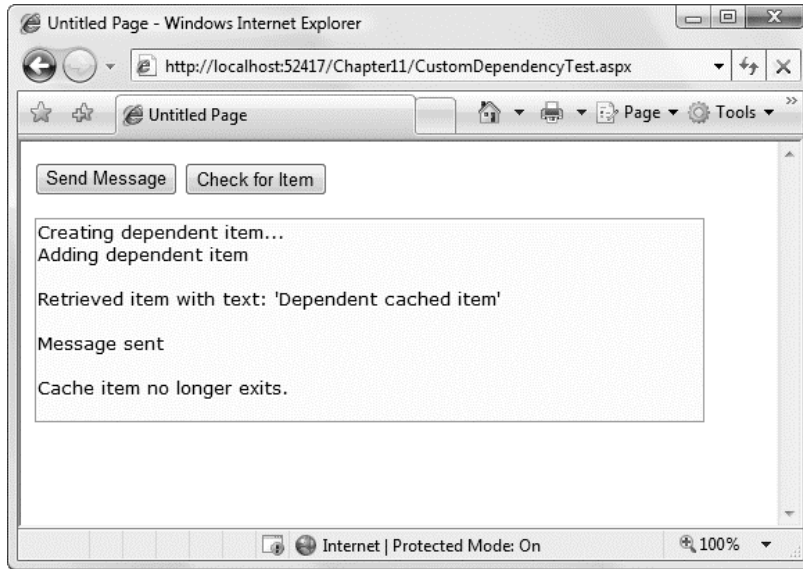 Untitled Page - Windows Internet Explorer
http://localhost:52417/Chapter11/CustomDependencyTest.aspx
Untitled Page
Page
Tools
Send Message
Check for Item
Creating dependent item...
Adding dependent item
Retrieved item with text: 'Dependent cached item'
Message sent
Cache item no longer exits.
Internet | Protected Mode: On
100%